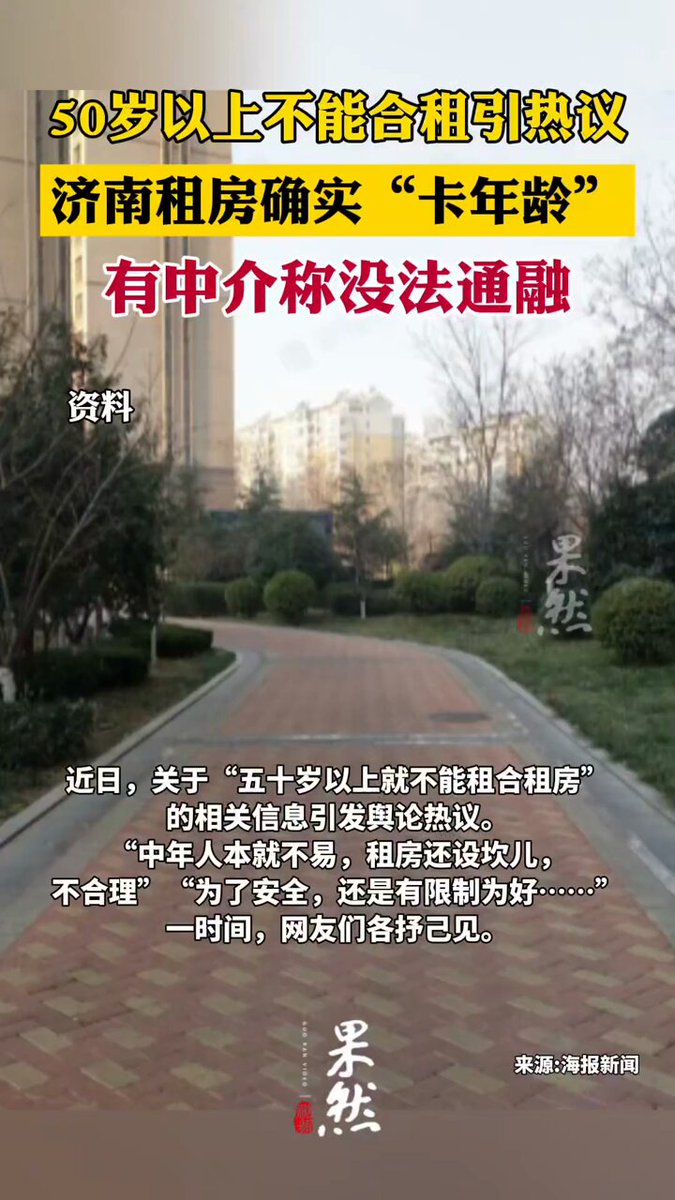 50岁以上不能合租引热议
济南租房确实“卡年龄”
有中介称没法通融
资料
果然
近日，关于“五十岁以上就不能租合租房”
的相关信息引发舆论热议。
“中年人本就不易，租房还设坎儿，
不合理”“为了安全，还是有限制为好……”
一时间，网友们各抒己见。
果然
GUO RAN VIDEO
来源:海报新闻